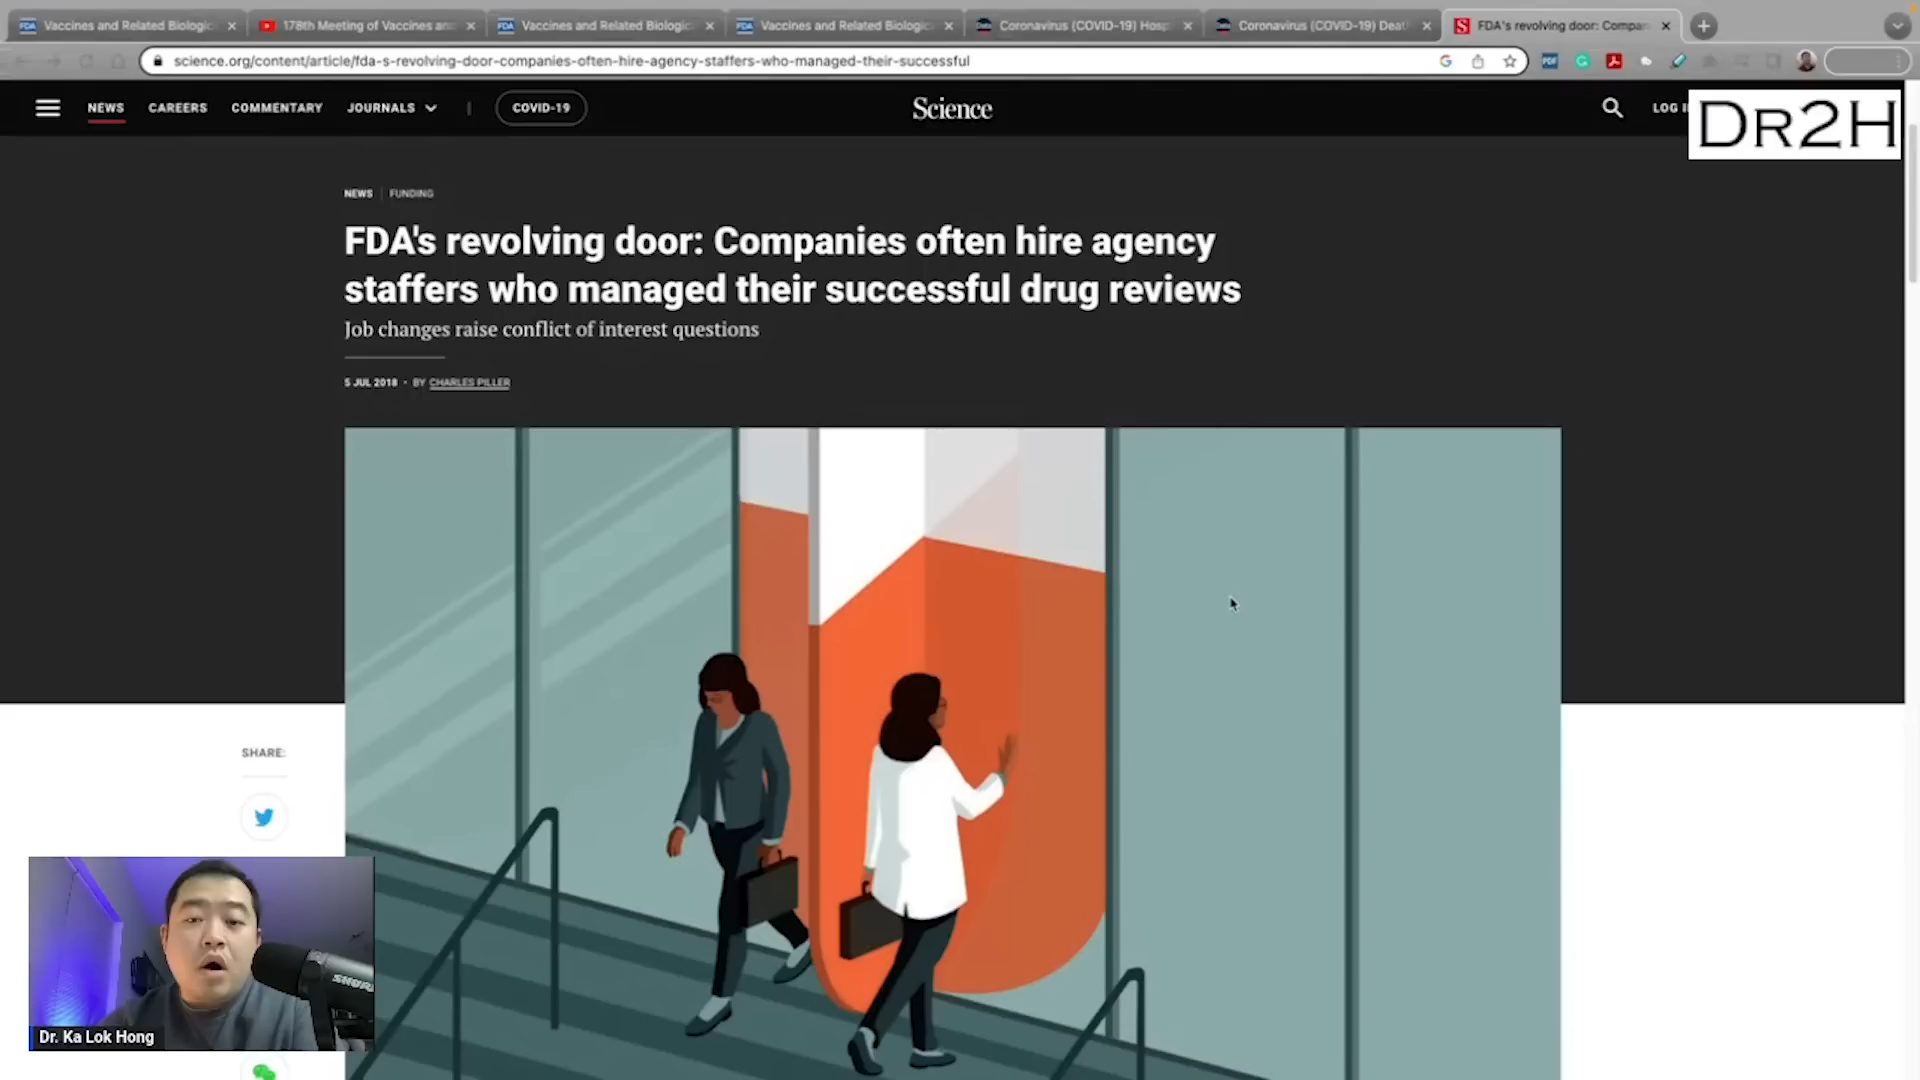 Vaccines and Related Biologic
178th Meeting of Vaccines an
Vaccines and Related Biologic
Vaccines and Related Biologic
Coronavirus (COVID-19) Hosp
Coronavirus (COVID-19) Deat
FDA's revolving door: Compan
science.org/content/article/fda-s-revolving-door-companies-often-hire-agency-staffers-who-managed-their-successful
NEWS
CAREERS
COMMENTARY
JOURNALS
COVID-19
Science
LOG I
DR2H
NEWS | FUNDING
FDA's revolving door: Companies often hire agency
staffers who managed their successful drug reviews
Job changes raise conflict of interest questions
5 JUL 2018 · BY CHARLES PILLER
SHARE:
SHURE
Dr. Ka Lok Hong